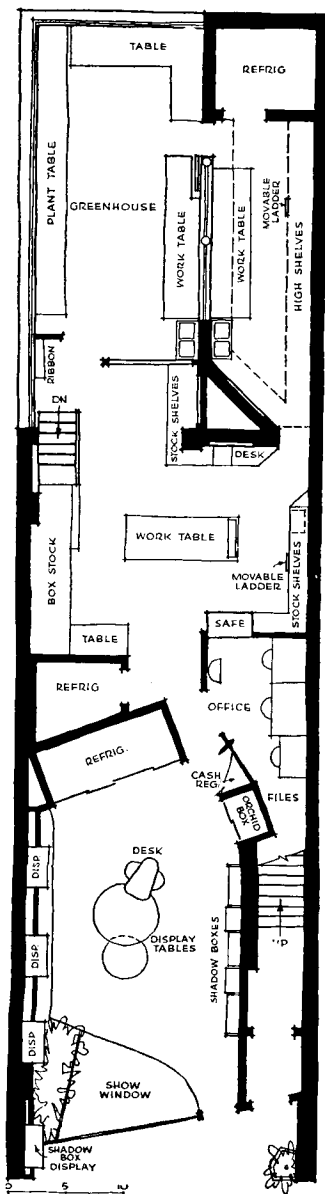 TABLE
REFRIG
PLANT TABLE
GREENHOUSE
WORK TABLE
WORK TABLE
MOVABLE
LADDER
HIGH SHELVES
RIBBON
DN
STOCK SHELVES
DESK
WORK TABLE
BOX STOCK
MOVABLE
LADDER
STOCK SHELVES
TABLE
SAFE
REFRIG
OFFICE
REFRIG.
CASH
REG.
ORCHID
BOX
FILES
DESK
DISP.
DISPLAY
TABLES
DISP.
SHADOW BOXES
UP
DISP
SHOW
WINDOW
SHADOW
BOX
DISPLAY
0 5 10